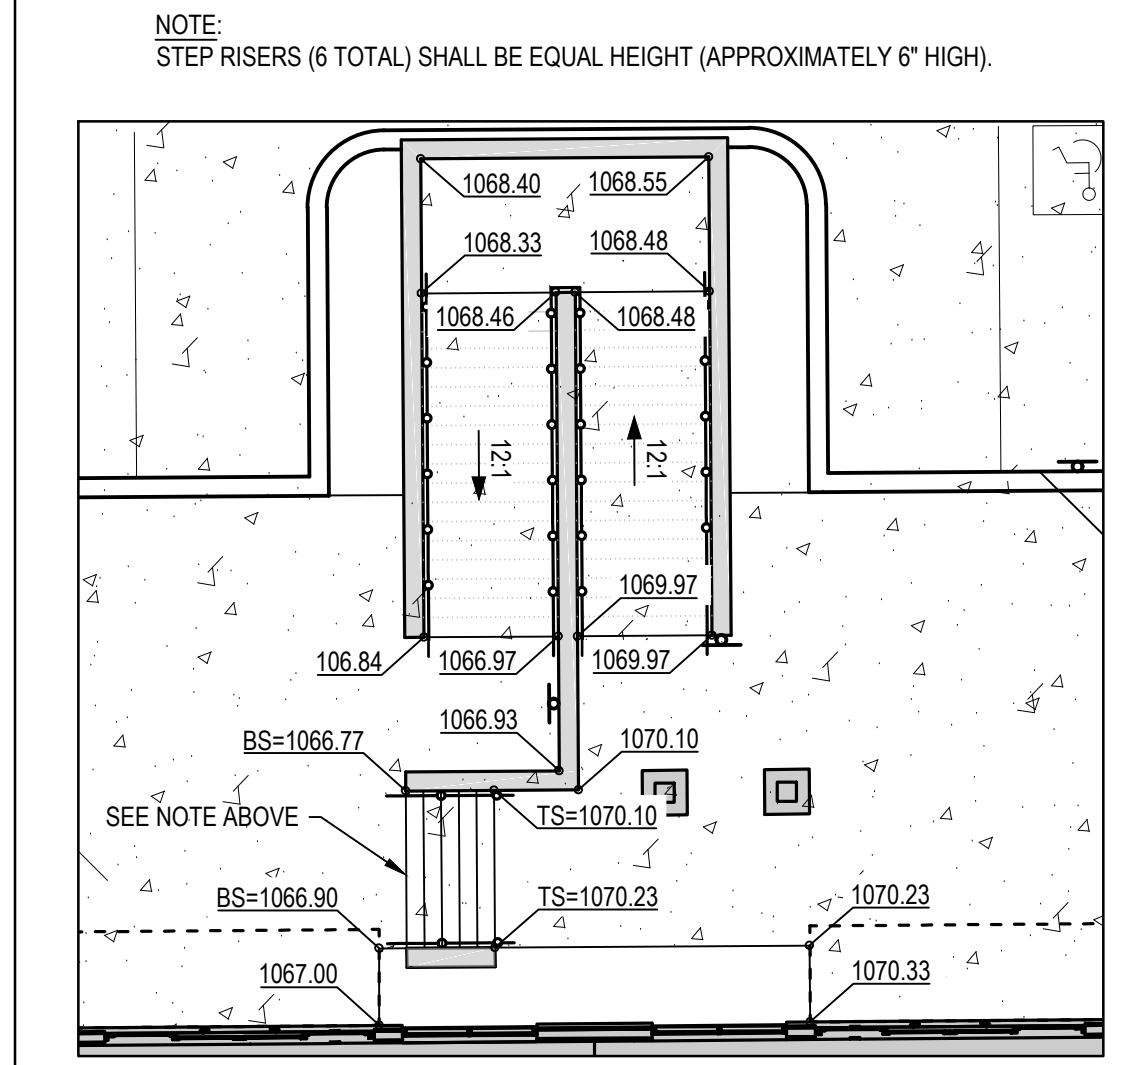 NOTE:
STEP RISERS (6 TOTAL) SHALL BE EQUAL HEIGHT (APPROXIMATELY 6" HIGH).
1068.40
1068.55
1068.33
1068.48
1068.46
1068.48
12:1
12:1
1069.97
106.84
1066.97
1069.97
1066.93
BS=1066.77
1070.10
SEE NOTE ABOVE
TS=1070.10
BS=1066.90
TS=1070.23
1070.23
1067.00
1070.33